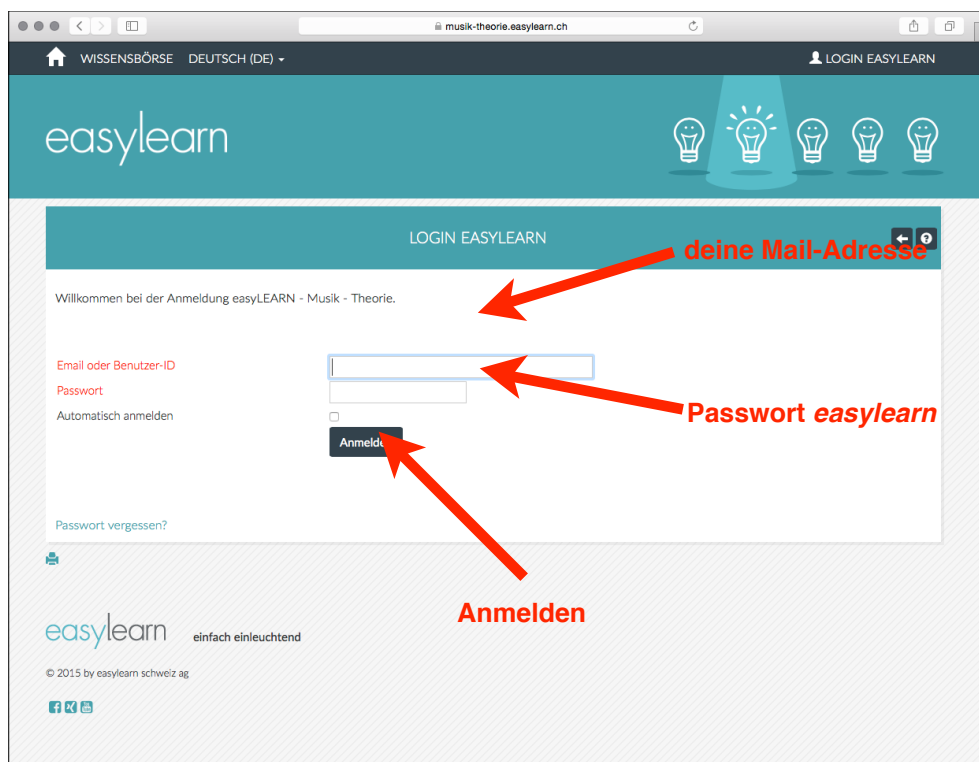 musik-theorie.easylearn.ch
WISSENSBÖRSE DEUTSCH (DE) LOGIN EASYLEARN
easylearn
LOGIN EASYLEARN
deine Mail-Adresse
Willkommen bei der Anmeldung easyLEARN - Musik - Theorie.
Email oder Benutzer-ID
Passwort
Passwort easylearn
Automatisch anmelden
Anmelden
Passwort vergessen?
Anmelden
easylearn einfach einleuchtend
© 2015 by easylearn schweiz ag